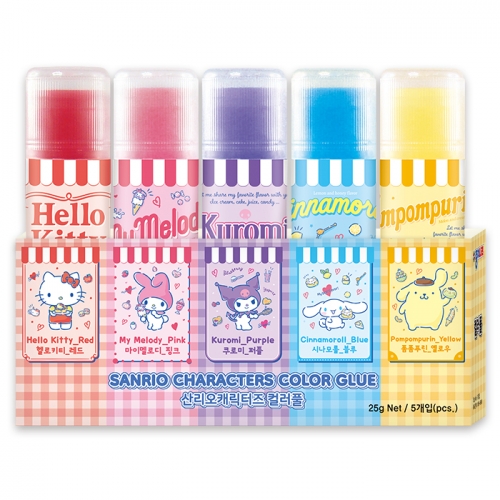 Hello
Kitty
My Melody
Kuromi
Cinnamoro
ompompurin
Hello Kitty_Red
헬로키티_레드
My Melody_Pink
마이멜로디_핑크
Kuromi_Purple
쿠로미_퍼플
Cinnamoroll_Blue
시나모롤_블루
Pompompurin_Yellow
폼폼푸린_옐로우
SANRIO CHARACTERS COLOR GLUE
산리오캐릭터즈 컬러풀
25g Net / 5개입(pcs.)